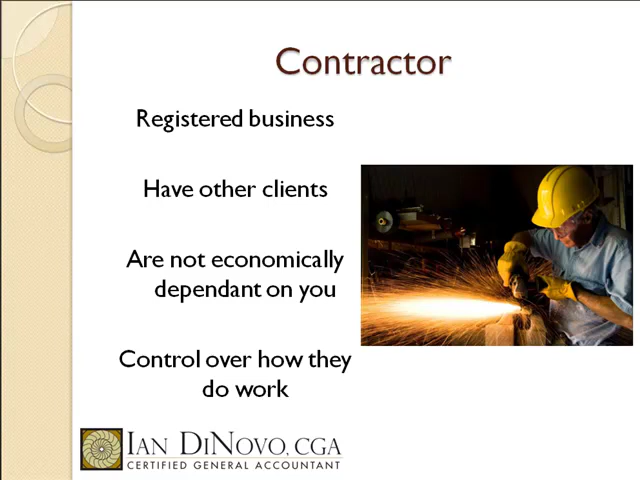 Contractor
Registered business
Have other clients
Are not economically
dependant on you
Control over how they
do work
IAN DINOVO, CGA
CERTIFIED GENERAL ACCOUNTANT